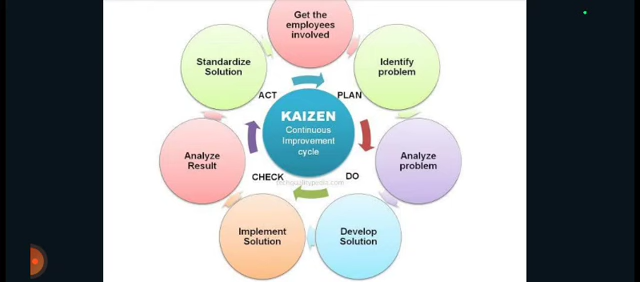 Get the
employees
involved
Standardize
Solution
Identify
problem
ACT
PLAN
KAIZEN
Continuous
Improvement
cycle
Analyze
Result
Analyze
problem
CHECK
DO
Implement
Solution
Develop
Solution